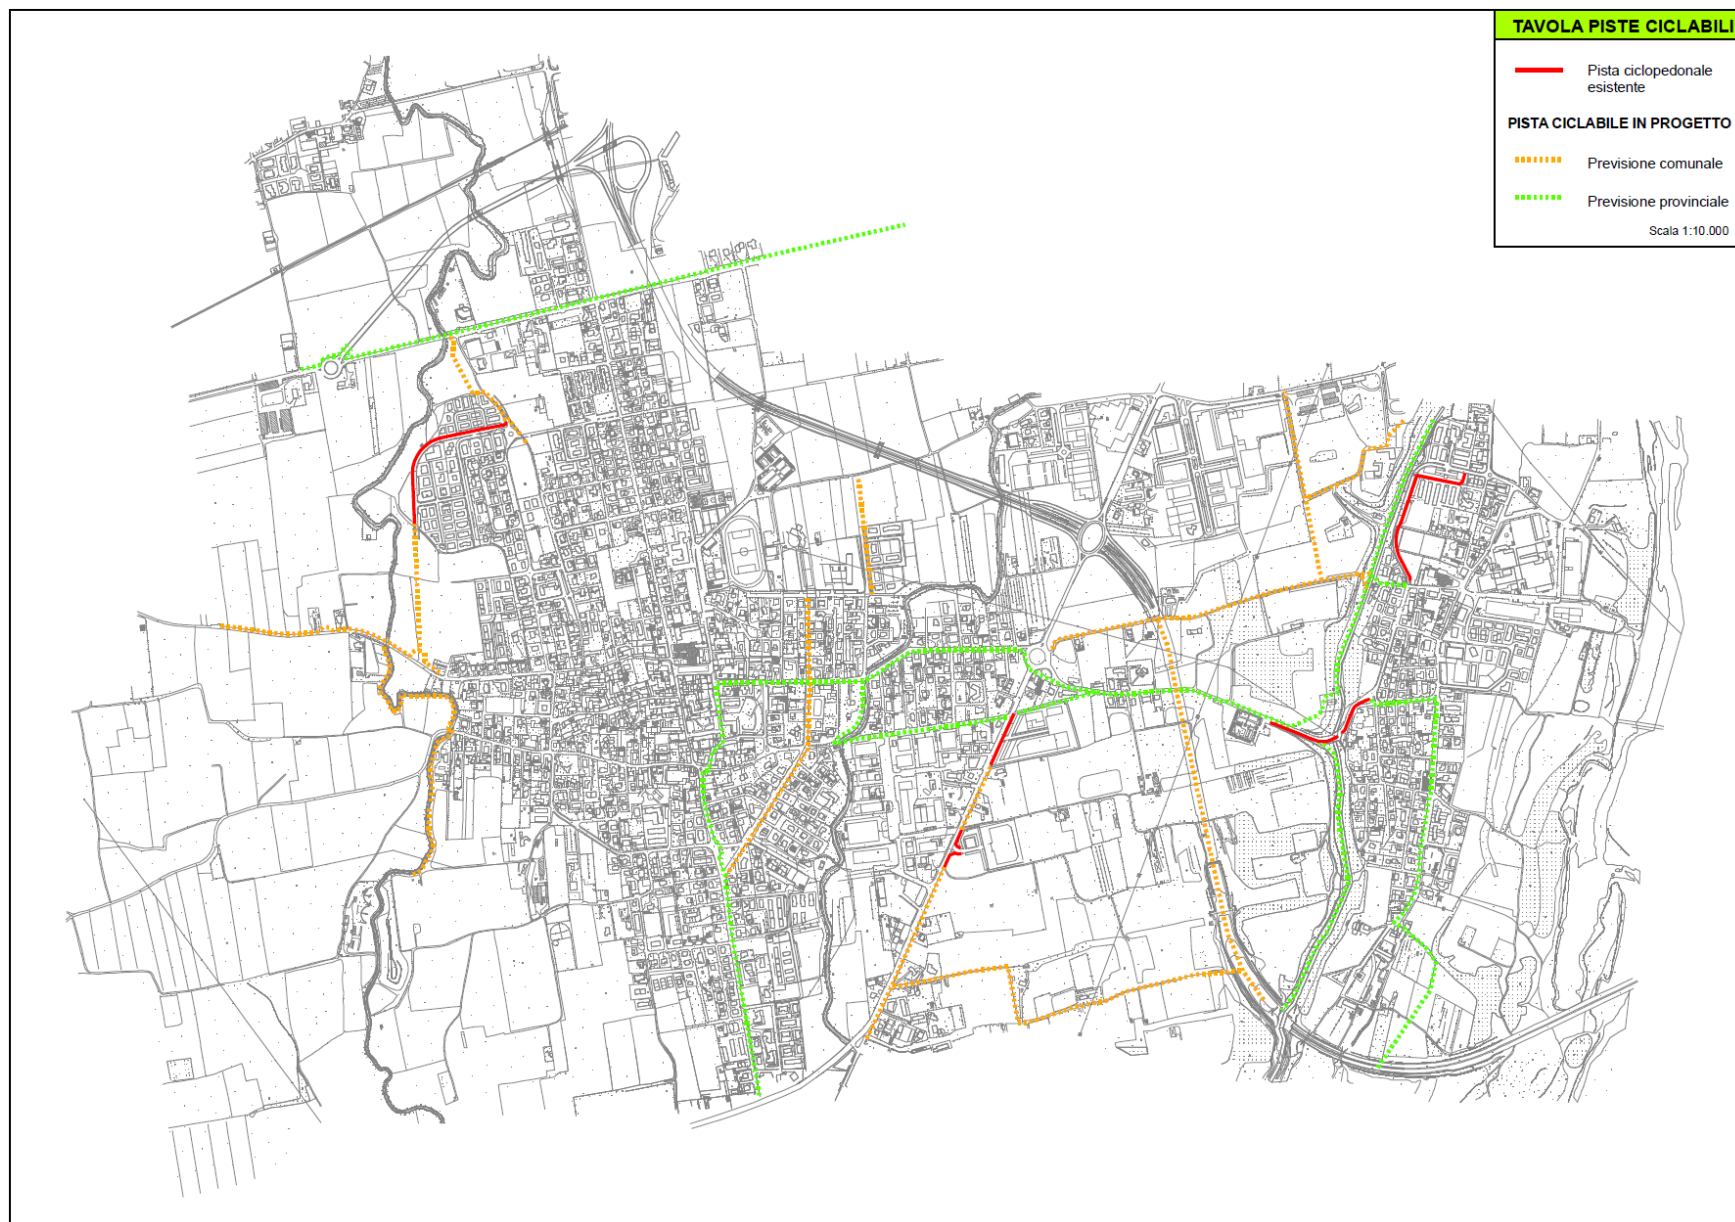 TAVOLA PISTE CICLABILI
Pista ciclopedonale
esistente
PISTA CICLABILE IN PROGETTO
Previsione comunale
Previsione provinciale
Scala 1:10.000